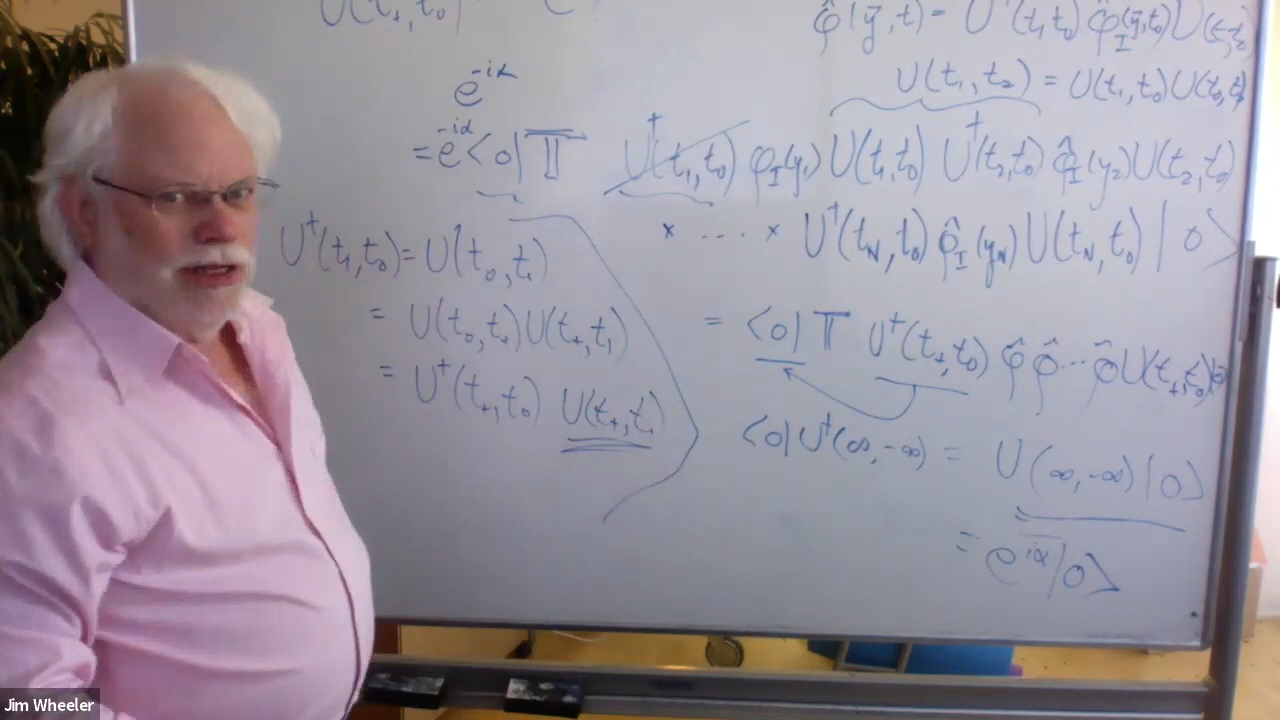 U(t₊,t₀)
φ̂(ȳ,t) = U†(t,t₀) φ̂_I(ȳ,t₀) U(t,t₀)
U(t₁,t₂) = U(t₁,t₀)U(t₀,t₂)
e^{-iα}
= e^{-iα} <0| T U†(t₁,t₀) φ_I(y₁) U(t₁,t₀) U†(t₂,t₀) φ̂_I(y₂) U(t₂,t₀)
× .... × U†(t_N,t₀) φ̂_I(y_N) U(t_N,t₀) | 0 >
U†(t₁,t₀) = U(t₀,t₁)
= U(t₀,t₊) U(t₊,t₁)
= U†(t₊,t₀) U(t₊,t₁)
= <0| T U†(t₊,t₀) φ̂ φ̂ ... φ̂ U(t₊,t₀)|0>
<0| U†(∞,-∞) = U(∞,-∞)|0>
= e^{iα}|0>
Jim Wheeler